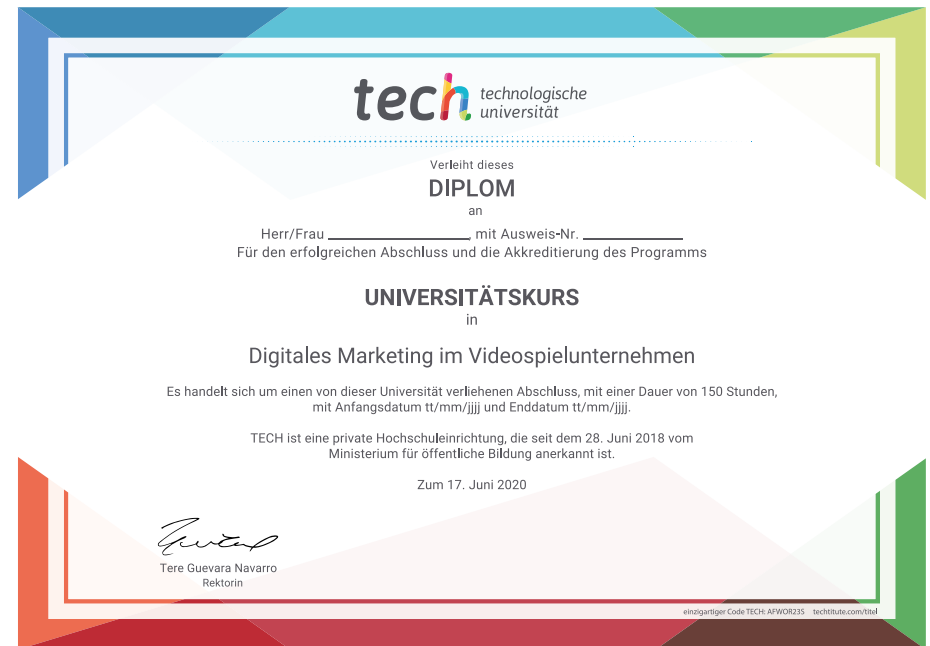 tech technologische
universität
Verleiht dieses
DIPLOM
an
Herr/Frau ____________________, mit Ausweis-Nr. ______________
Für den erfolgreichen Abschluss und die Akkreditierung des Programms
UNIVERSITÄTSKURS
in
Digitales Marketing im Videospielunternehmen
Es handelt sich um einen von dieser Universität verliehenen Abschluss, mit einer Dauer von 150 Stunden,
mit Anfangsdatum tt/mm/jjjj und Enddatum tt/mm/jjjj.
TECH ist eine private Hochschuleinrichtung, die seit dem 28. Juni 2018 vom
Ministerium für öffentliche Bildung anerkannt ist.
Zum 17. Juni 2020
Tere Guevara Navarro
Rektorin
einzigartiger Code TECH: AFWOR23S techtitute.com/titel